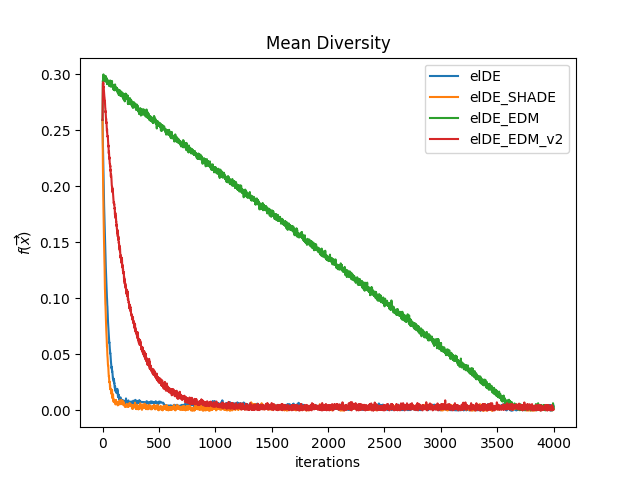 Mean Diversity
f(x⃗)
0.30
0.25
0.20
0.15
0.10
0.05
0.00
0 500 1000 1500 2000 2500 3000 3500 4000
iterations
elDE
elDE_SHADE
elDE_EDM
elDE_EDM_v2